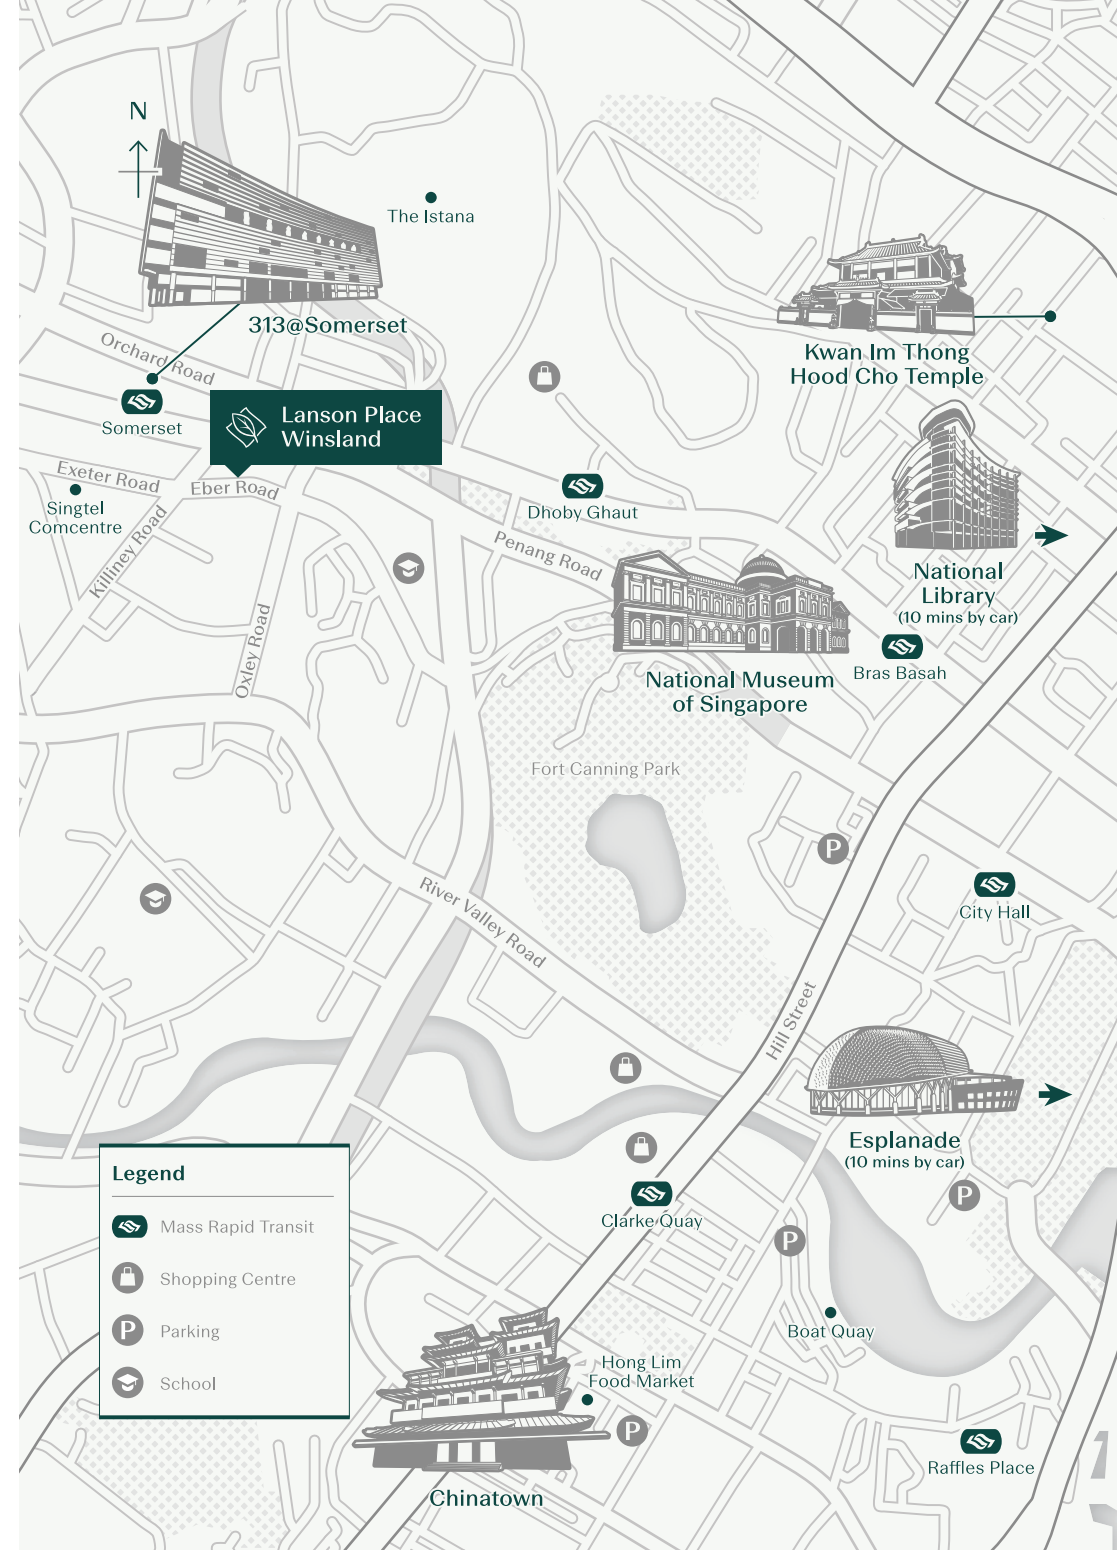 N
The Istana
313@Somerset
Orchard Road
Kwan Im Thong
Hood Cho Temple
Somerset
Lanson Place
Winsland
Exeter Road
Eber Road
Singtel
Comcentre
Killiney Road
Dhoby Ghaut
Penang Road
National
Library
(10 mins by car)
Oxley Road
National Museum
of Singapore
Bras Basah
Fort Canning Park
P
River Valley Road
City Hall
Hill Street
Esplanade
(10 mins by car)
Legend
Mass Rapid Transit
Shopping Centre
P Parking
School
Clarke Quay
P
P
Boat Quay
Hong Lim
Food Market
P
Raffles Place
Chinatown